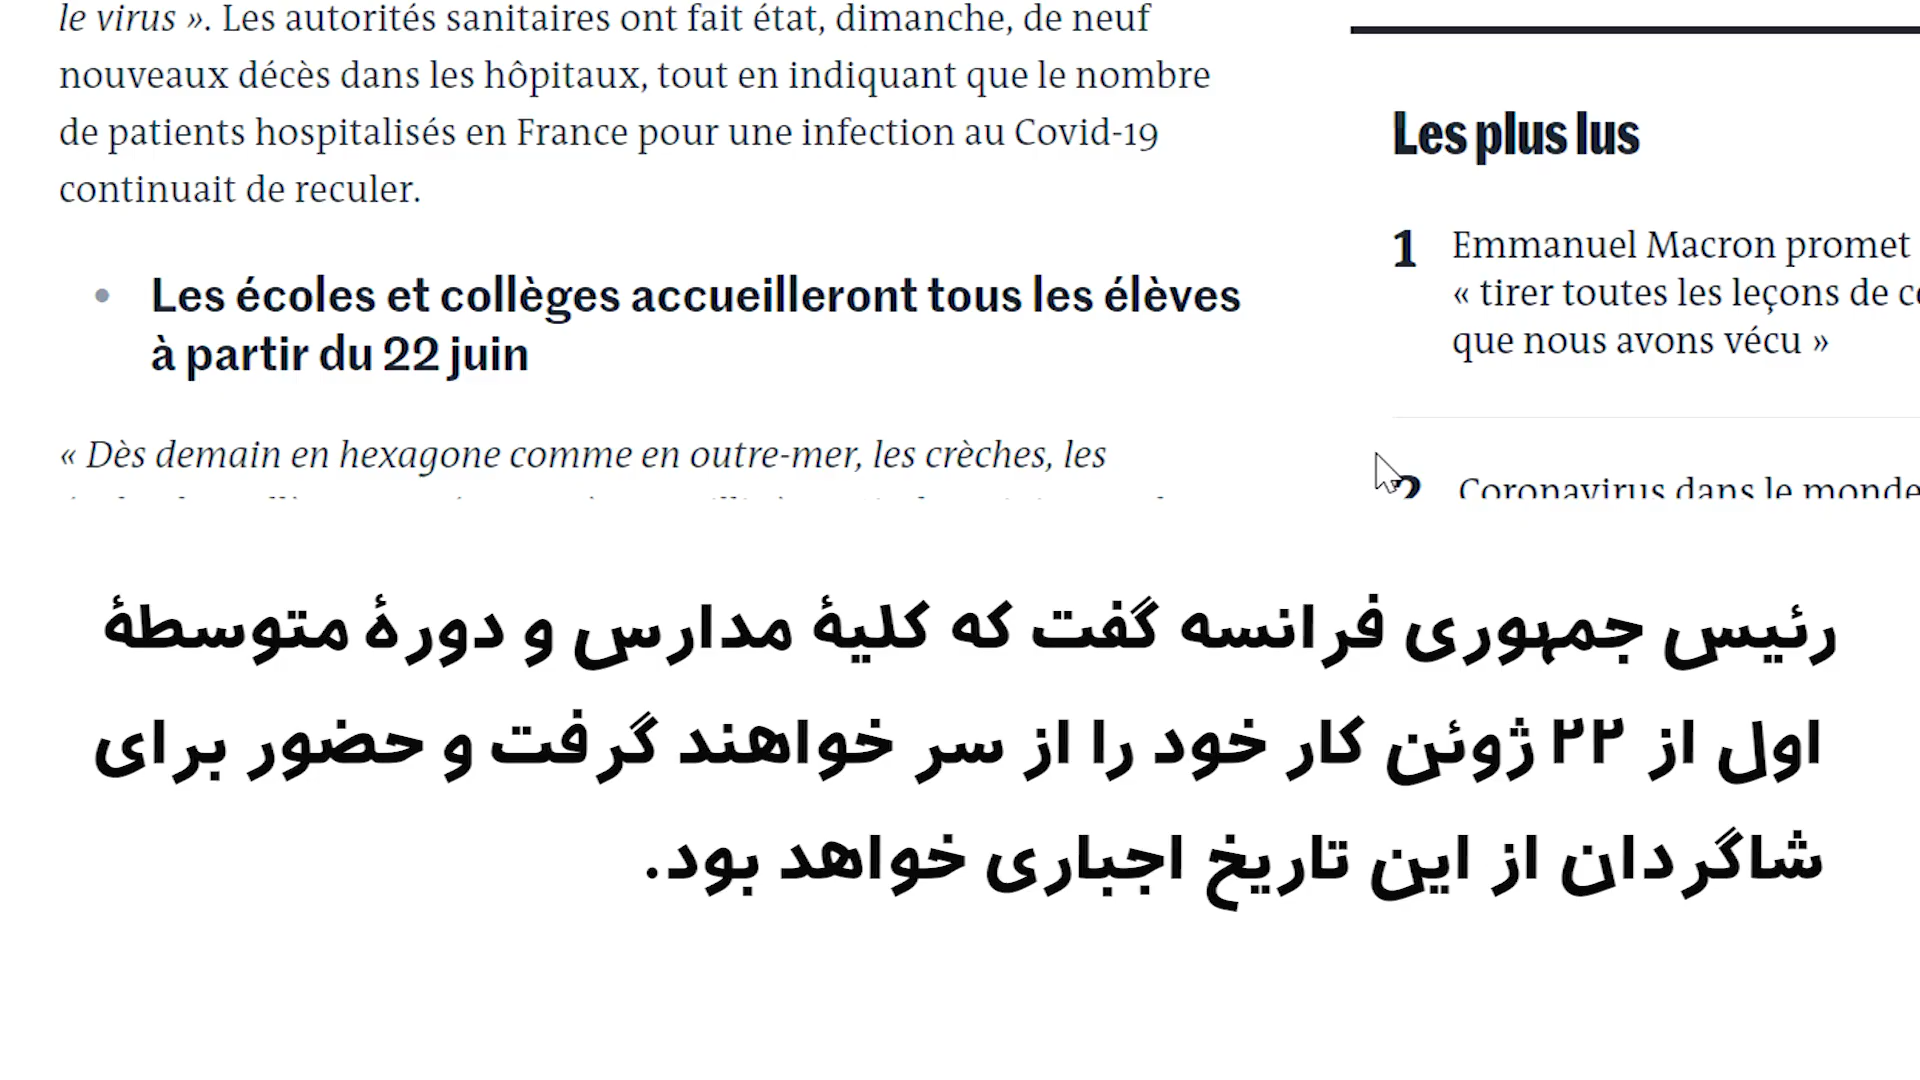 le virus ». Les autorités sanitaires ont fait état, dimanche, de neuf
nouveaux décès dans les hôpitaux, tout en indiquant que le nombre
de patients hospitalisés en France pour une infection au Covid-19
continuait de reculer.
• Les écoles et collèges accueilleront tous les élèves
à partir du 22 juin
« Dès demain en hexagone comme en outre-mer, les crèches, les
Les plus lus
1 Emmanuel Macron promet
« tirer toutes les leçons de
que nous avons vécu »
2 Coronavirus dans le monde
رئیس جمهوری فرانسه گفت که کلیهٔ مدارس و دورهٔ متوسطهٔ
اول از ۲۲ ژوئن کار خود را از سر خواهند گرفت و حضور برای
شاگردان از این تاریخ اجباری خواهد بود.